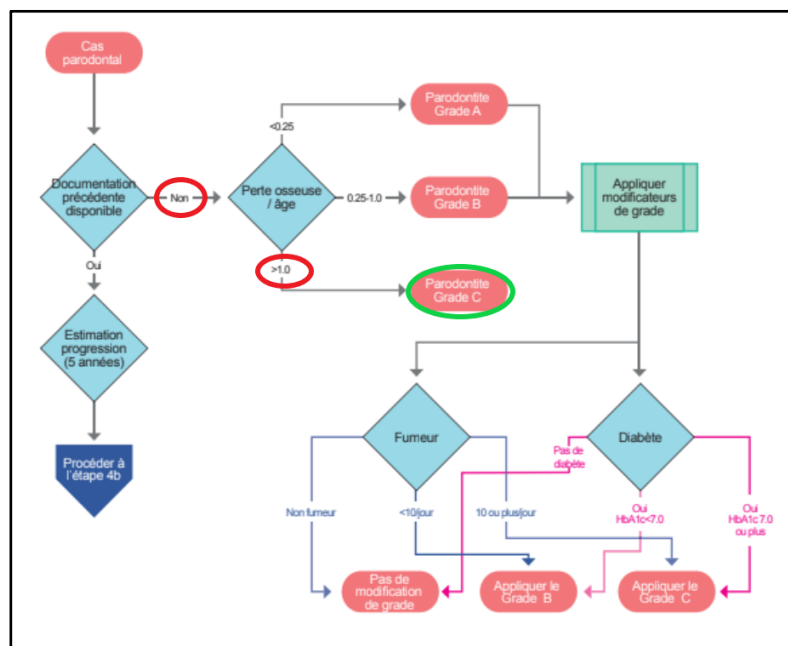 Cas
parodontal
Documentation
précédente
disponible
Non
Oui
Estimation
progression
(5 années)
Procéder à
l'étape 4b
Perte osseuse
/ âge
<0.25
0.25-1.0
>1.0
Parodontite
Grade A
Parodontite
Grade B
Parodontite
Grade C
Appliquer
modificateurs
de grade
Fumeur
Diabète
Non fumeur
<10/jour
10 ou plus/jour
Pas de
diabète
Oui
HbA1c<7.0
Oui
HbA1c 7.0
ou plus
Pas de
modification
de grade
Appliquer le
Grade B
Appliquer le
Grade C